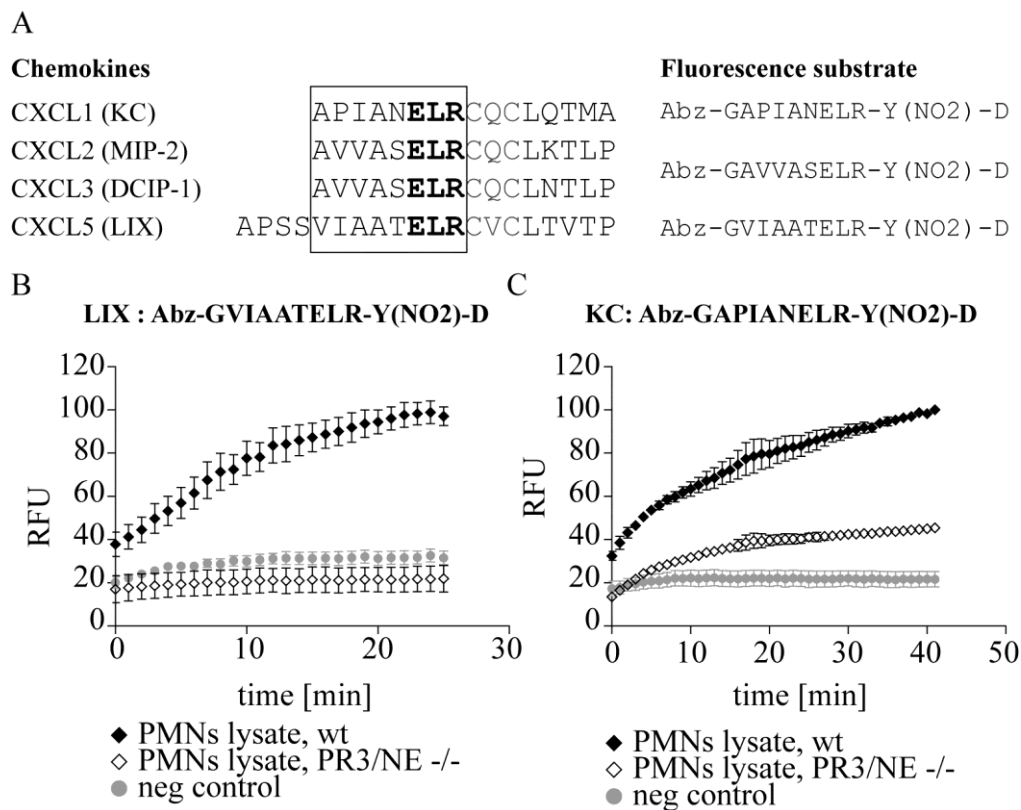 A
Chemokines Fluorescence substrate
CXCL1 (KC) APIANELRCQCLQTMA Abz-GAPIANELR-Y(NO2)-D
CXCL2 (MIP-2) AVVASELRCQCLKTLP
Abz-GAVVASELR-Y(NO2)-D
CXCL3 (DCIP-1) AVVASELRCQCLNTLP
CXCL5 (LIX) APSSVIAATELRCVCLTVTP Abz-GVIAATELR-Y(NO2)-D
B
LIX : Abz-GVIAATELR-Y(NO2)-D
120
100
80
60
40
20
0
RFU
0 10 20 30
time [min]
PMNs lysate, wt
PMNs lysate, PR3/NE -/-
neg control
C
KC: Abz-GAPIANELR-Y(NO2)-D
120
100
80
60
40
20
0
RFU
0 10 20 30 40 50
time [min]
PMNs lysate, wt
PMNs lysate, PR3/NE -/-
neg control